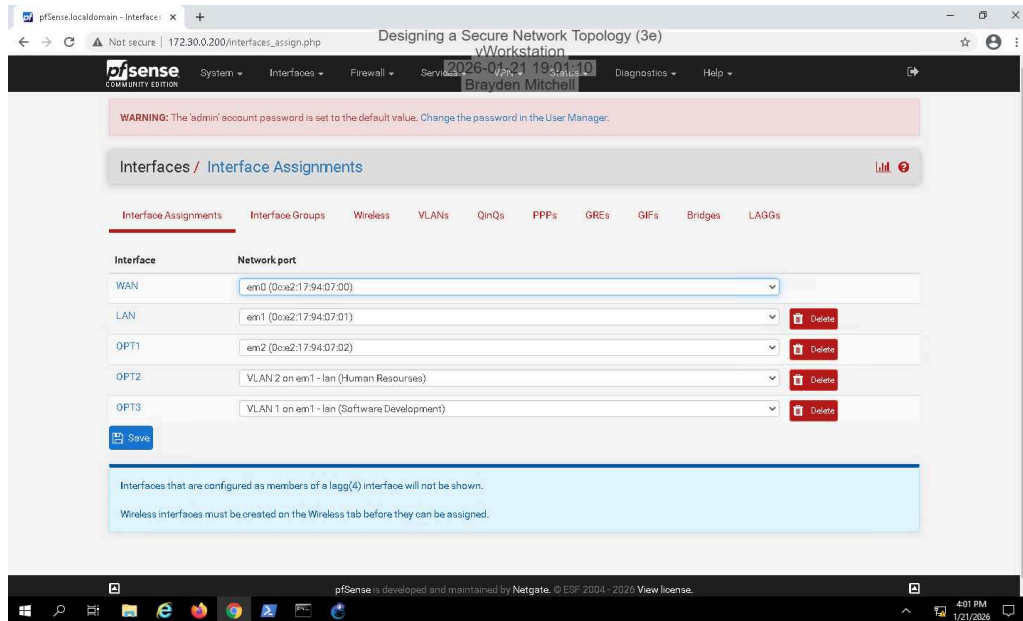 pfSense.localdomain - Interfaces
Not secure | 172.30.0.200/interfaces_assign.php
Designing a Secure Network Topology (3e)
vWorkstation
2026-01-21 19:01:10
Brayden Mitchell
pfsense
COMMUNITY EDITION
System Interfaces Firewall Services VPN Status Diagnostics Help
WARNING: The 'admin' account password is set to the default value. Change the password in the User Manager.
Interfaces / Interface Assignments
Interface Assignments Interface Groups Wireless VLANs QinQs PPPs GREs GIFs Bridges LAGGs
Interface Network port
WAN em0 (0c:e2:17:94:07:00)
LAN em1 (0c:e2:17:94:07:01) Delete
OPT1 em2 (0c:e2:17:94:07:02) Delete
OPT2 VLAN 2 on em1 - lan (Human Resourses) Delete
OPT3 VLAN 1 on em1 - lan (Software Development) Delete
Save
Interfaces that are configured as members of a lagg(4) interface will not be shown.
Wireless interfaces must be created on the Wireless tab before they can be assigned.
pfSense is developed and maintained by Netgate. © ESF 2004 - 2026 View license.
4:01 PM
1/21/2026